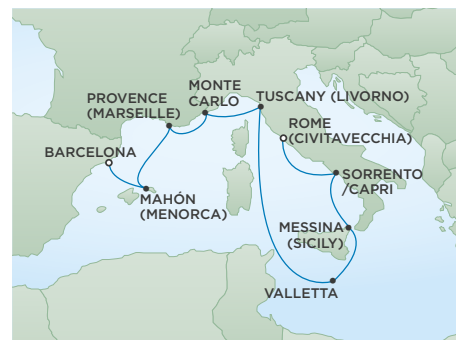 MONTE
CARLO
PROVENCE
(MARSEILLE)
TUSCANY (LIVORNO)
ROME
(CIVITAVECCHIA)
BARCELONA
SORRENTO
/CAPRI
MAHÓN
(MENORCA)
MESSINA
(SICILY)
VALLETTA